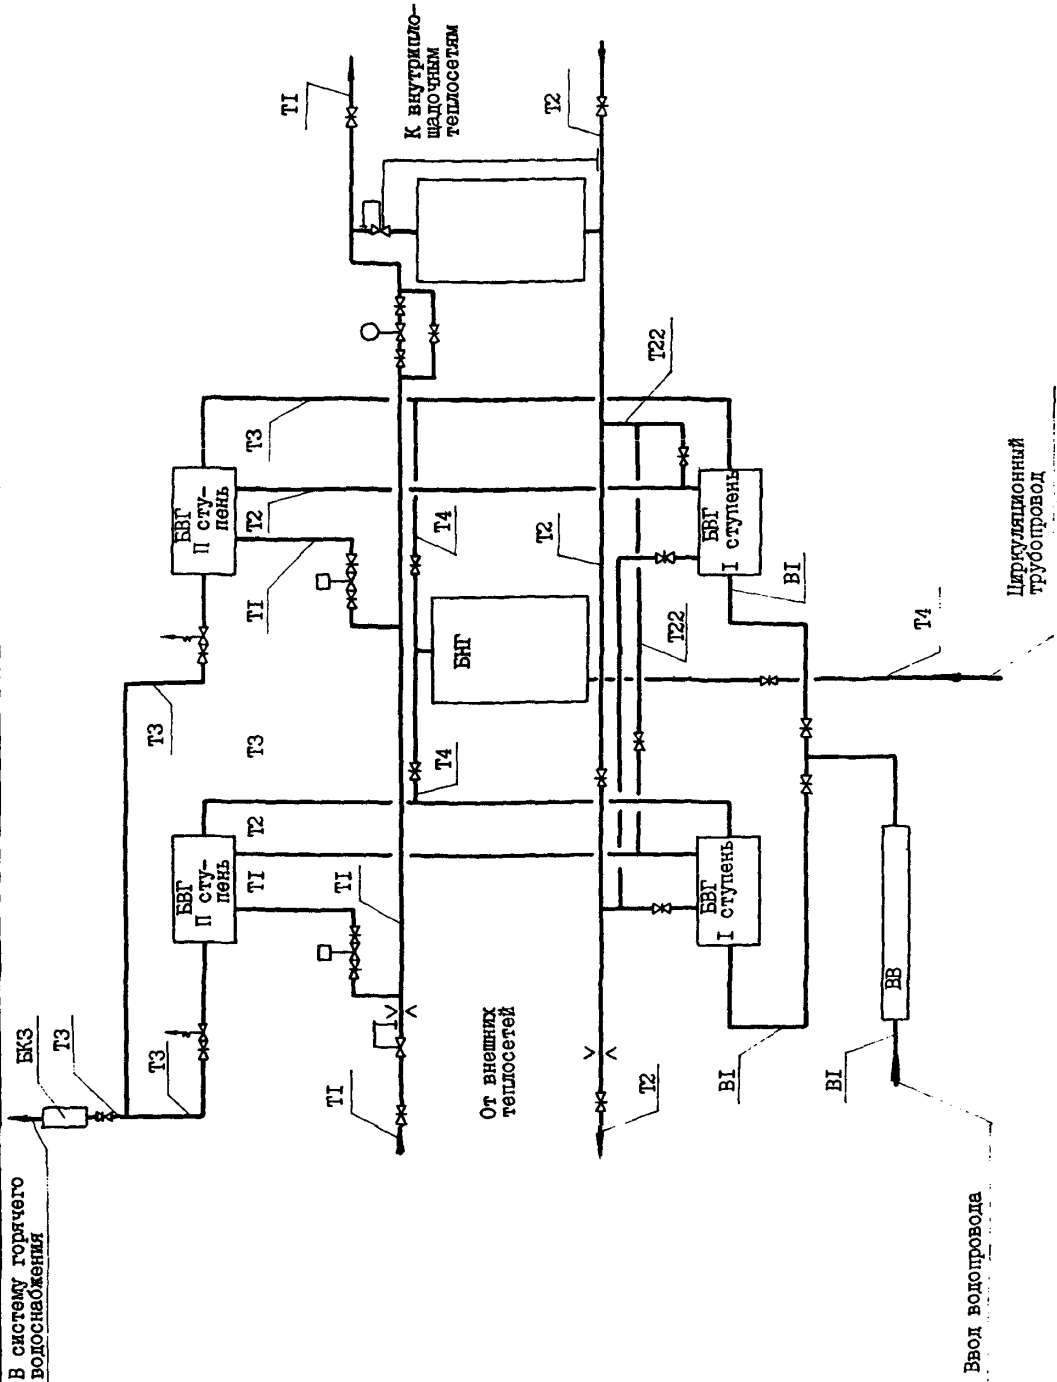 В систему горячего
водоснабжения
БКЗ
Т3
Т3
Т3
БВГ
II сту-
пень
БВГ
II сту-
пень
Т1
Т2
Т3
Т1
Т2
Т3
Т1
Т1
Т1
К внутрипло-
щадочным
теплосетям
Т4
Т4
БНГ
От внешних
теплосетей
Т2
Т2
Т2
Т22
Т22
БВГ
I ступень
БВГ
I ступень
В1
В1
В1
ВВ
Т4
Ввод водопровода
Циркуляционный
трубопровод